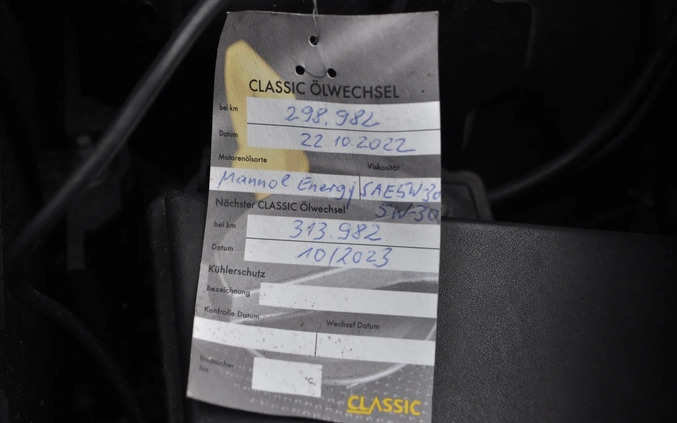 CLASSIC ÖLWECHSEL
bei km 298.982
Datum 22.10.2022
Motorenölsorte Viskosität
Mannol Energy SAE5W-30
Nächster CLASSIC Ölwechsel 5W-30
bei km 313.982
Datum 10/2023
Kühlerschutz
Bezeichnung
Kontrolle Datum Wechsel Datum
bis °C
CLASSIC